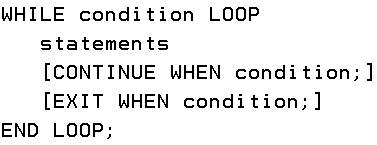 WHILE condition LOOP
   statements
   [CONTINUE WHEN condition;]
   [EXIT WHEN condition;]
END LOOP;